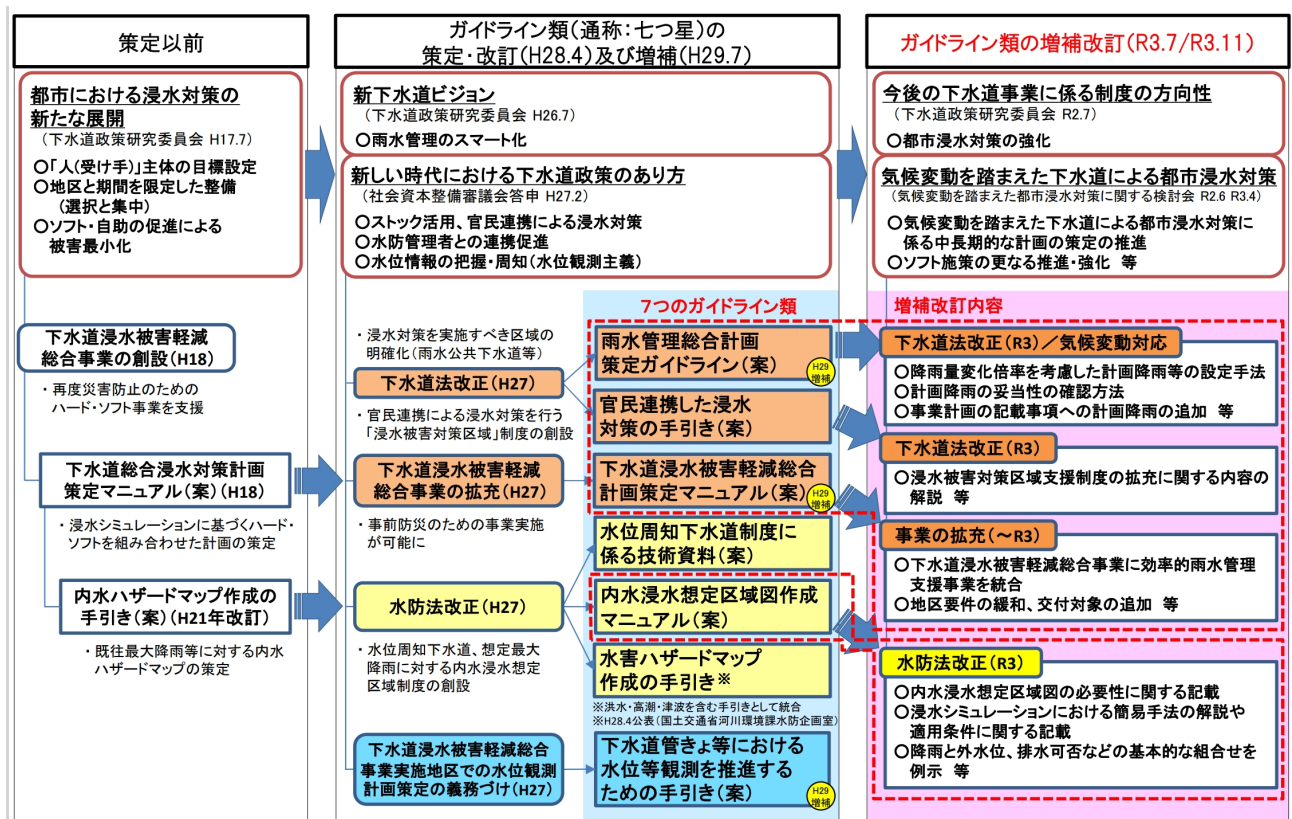 策定以前
都市における浸水対策の
新たな展開
（下水道政策研究委員会 H17.7）
○「人（受け手）」主体の目標設定
○地区と期間を限定した整備
（選択と集中）
○ソフト・自助の促進による
被害最小化
下水道浸水被害軽減
総合事業の創設（H18）
・再度災害防止のための
ハード・ソフト事業を支援
下水道総合浸水対策計画
策定マニュアル（案）（H18）
・浸水シミュレーションに基づくハード・
ソフトを組み合わせた計画の策定
内水ハザードマップ作成の
手引き（案）（H21年改訂）
・既往最大降雨等に対する内水
ハザードマップの策定
ガイドライン類（通称：七つ星）の
策定・改訂（H28.4）及び増補（H29.7）
新下水道ビジョン
（下水道政策研究委員会 H26.7）
○雨水管理のスマート化
新しい時代における下水道政策のあり方
（社会資本整備審議会答申 H27.2）
○ストック活用、官民連携による浸水対策
○水防管理者との連携促進
○水位情報の把握・周知（水位観測主義）
・浸水対策を実施すべき区域の
明確化（雨水公共下水道等）
下水道法改正（H27）
・官民連携による浸水対策を行う
「浸水被害対策区域」制度の創設
下水道浸水被害軽減
総合事業の拡充（H27）
・事前防災のための事業実施
が可能に
水防法改正（H27）
・水位周知下水道、想定最大
降雨に対する内水浸水想定
区域制度の創設
下水道浸水被害軽減総合
事業実施地区での水位観測
計画策定の義務づけ（H27）
7つのガイドライン類
雨水管理総合計画
策定ガイドライン（案）
H29
増補
官民連携した浸水
対策の手引き（案）
下水道浸水被害軽減総合
計画策定マニュアル（案）
H29
増補
水位周知下水道制度に
係る技術資料（案）
内水浸水想定区域図作成
マニュアル（案）
水害ハザードマップ
作成の手引き※
※洪水・高潮・津波を含む手引きとして統合
※H28.4公表（国土交通省河川環境課水防企画室）
下水道管きょ等における
水位等観測を推進する
ための手引き（案）
H29
増補
ガイドライン類の増補改訂（R3.7/R3.11）
今後の下水道事業に係る制度の方向性
（下水道政策研究委員会 R2.7）
○都市浸水対策の強化
気候変動を踏まえた下水道による都市浸水対策
（気候変動を踏まえた都市浸水対策に関する検討会 R2.6 R3.4）
○気候変動を踏まえた下水道による都市浸水対策に
係る中長期的な計画の策定の推進
○ソフト施策の更なる推進・強化 等
増補改訂内容
下水道法改正（R3）／気候変動対応
○降雨量変化倍率を考慮した計画降雨等の設定手法
○計画降雨の妥当性の確認方法
○事業計画の記載事項への計画降雨の追加 等
下水道法改正（R3）
○浸水被害対策区域支援制度の拡充に関する内容の
解説 等
事業の拡充（～R3）
○下水道浸水被害軽減総合事業に効率的雨水管理
支援事業を統合
○地区要件の緩和、交付対象の追加 等
水防法改正（R3）
○内水浸水想定区域図の必要性に関する記載
○浸水シミュレーションにおける簡易手法の解説や
適用条件に関する記載
○降雨と外水位、排水可否などの基本的な組合せを
例示 等